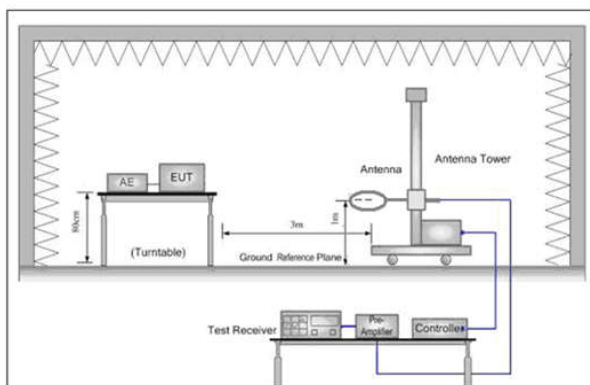 Antenna
Antenna Tower
AE
EUT
80cm
(Turntable)
3m
1m
Ground Reference Plane
Test Receiver
Pre-
Amplifier
Controller